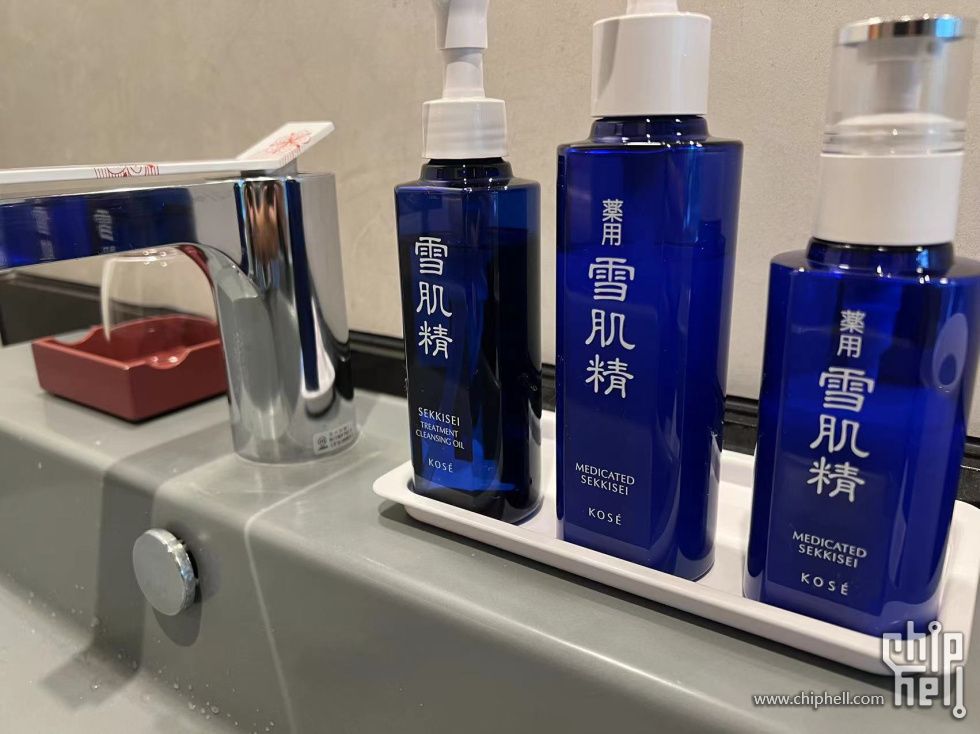 雪肌精
SEKKISEI
TREATMENT
CLEANSING OIL
KOSÉ
薬用
雪肌精
MEDICATED
SEKKISEI
KOSÉ
薬用
雪肌精
MEDICATED
SEKKISEI
KOSÉ
www.chiphell.com
chip
hell